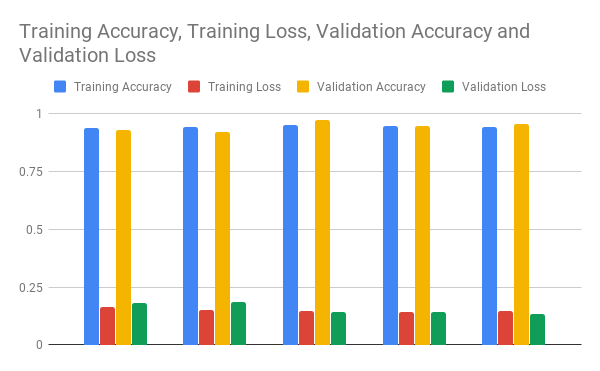 Training Accuracy, Training Loss, Validation Accuracy and
Validation Loss
Training Accuracy Training Loss Validation Accuracy Validation Loss
1
0.75
0.5
0.25
0